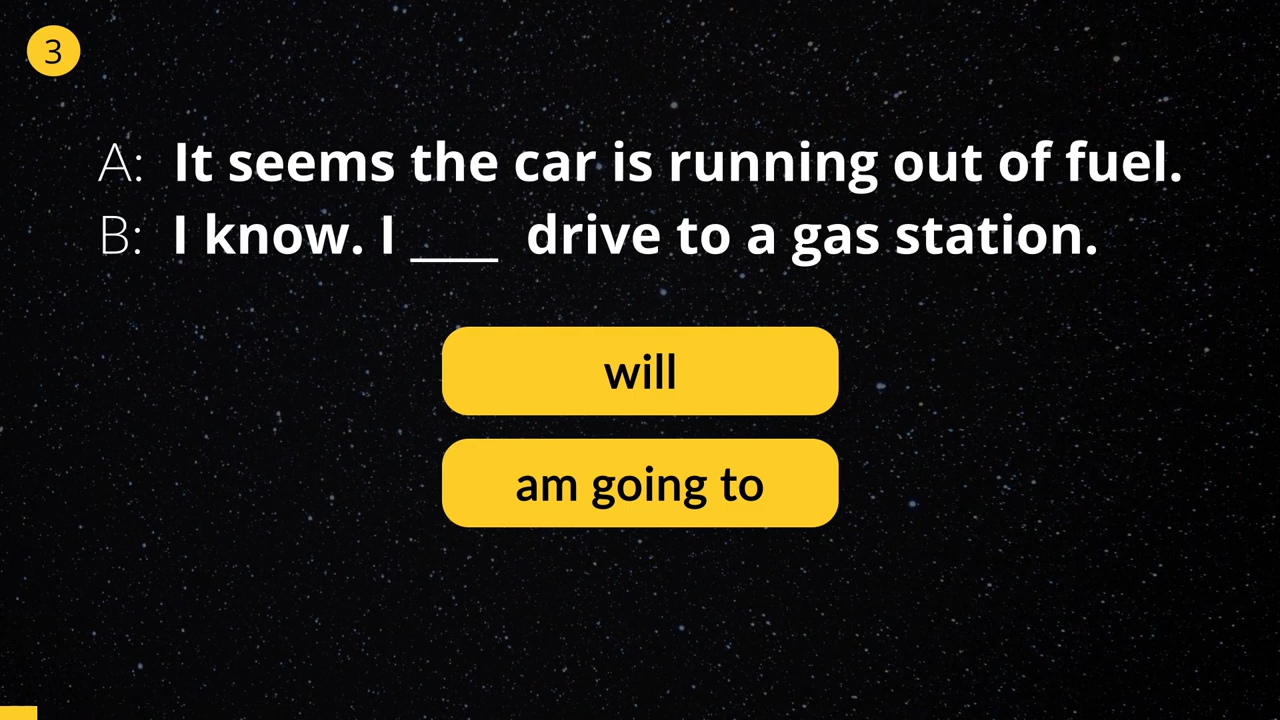 3
A: It seems the car is running out of fuel.
B: I know. I ____ drive to a gas station.
will
am going to